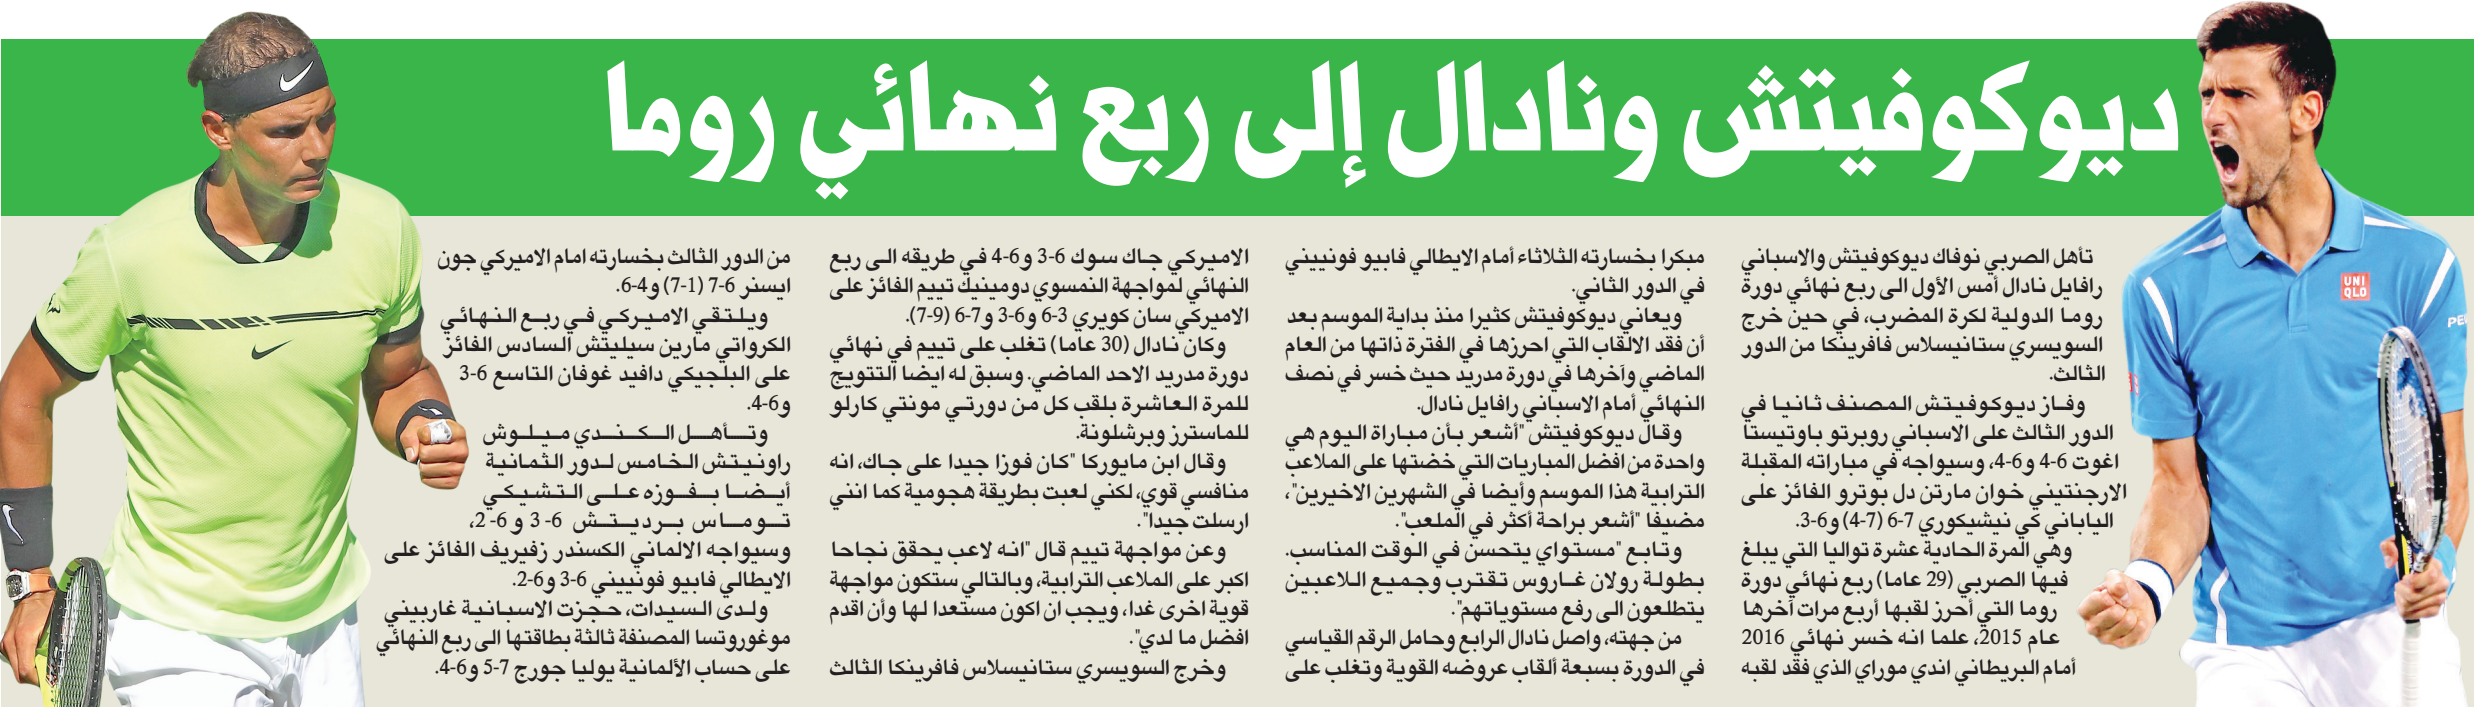 ديوكوفيتش ونادال إلى ربع نهائي روما
تأهل الصربي نوفاك ديوكوفيتش والاسباني
رافايل نادال أمس الأول الى ربع نهائي دورة
روما الدولية لكرة المضرب، في حين خرج
السويسري ستانيسلاس فافرينكا من الدور
الثالث.
وفاز ديوكوفيتش المصنف ثانيا في
الدور الثالث على الاسباني روبرتو باوتيستا
اغوت 6-4 و6-4، وسيواجه في مباراته المقبلة
الارجنتيني خوان مارتن دل بوترو الفائز على
الياباني كي نيشيكوري 7-6 (7-4) و6-3.
وهي المرة الحادية عشرة تواليا التي يبلغ
فيها الصربي (29 عاما) ربع نهائي دورة
روما التي أحرز لقبها أربع مرات آخرها
عام 2015، علما انه خسر نهائي 2016
أمام البريطاني اندي موراي الذي فقد لقبه
مبكرا بخسارته الثلاثاء أمام الايطالي فابيو فونييني
في الدور الثاني.
ويعاني ديوكوفيتش كثيرا منذ بداية الموسم بعد
أن فقد الالقاب التي احرزها في الفترة ذاتها من العام
الماضي وآخرها في دورة مدريد حيث خسر في نصف
النهائي أمام الاسباني رافايل نادال.
وقال ديوكوفيتش "أشعر بأن مباراة اليوم هي
واحدة من افضل المباريات التي خضتها على الملاعب
الترابية هذا الموسم وأيضا في الشهرين الاخيرين"،
مضيفا "أشعر براحة أكثر في الملعب".
وتابع "مستواي يتحسن في الوقت المناسب.
بطولة رولان غاروس تقترب وجميع اللاعبين
يتطلعون الى رفع مستوياتهم".
من جهته، واصل نادال الرابع وحامل الرقم القياسي
في الدورة بسبعة ألقاب عروضه القوية وتغلب على
الاميركي جاك سوك 6-3 و6-4 في طريقه الى ربع
النهائي لمواجهة النمسوي دومينيك تييم الفائز على
الاميركي سان كويري 3-6 و6-3 و7-6 (9-7).
وكان نادال (30 عاما) تغلب على تييم في نهائي
دورة مدريد الاحد الماضي. وسبق له ايضا التتويج
للمرة العاشرة بلقب كل من دورتي مونتي كارلو
للماسترز وبرشلونة.
وقال ابن مايوركا "كان فوزا جيدا على جاك، انه
منافسي قوي، لكني لعبت بطريقة هجومية كما انني
ارسلت جيدا".
وعن مواجهة تييم قال "انه لاعب يحقق نجاحا
اكبر على الملاعب الترابية، وبالتالي ستكون مواجهة
قوية اخرى غدا، ويجب ان اكون مستعدا لها وأن اقدم
افضل ما لدي".
وخرج السويسري ستانيسلاس فافرينكا الثالث
من الدور الثالث بخسارته امام الاميركي جون
ايسنر 6-7 (1-7) و4-6.
ويلتقي الاميركي في ربع النهائي
الكرواتي مارين سيليتش السادس الفائز
على البلجيكي دافيد غوفان التاسع 6-3
و6-4.
وتأهل الكندي ميلوش
راونيتش الخامس لدور الثمانية
أيضا بفوزه على التشيكي
توماس برديتش 6- 3 و 6- 2،
وسيواجه الالماني الكسندر زفيريف الفائز على
الايطالي فابيو فونييني 6-3 و6-2.
ولدى السيدات، حجزت الاسبانية غاربيني
موغوروتسا المصنفة ثالثة بطاقتها الى ربع النهائي
على حساب الألمانية يوليا جورج 7-5 و6-4.
UNI
QLO